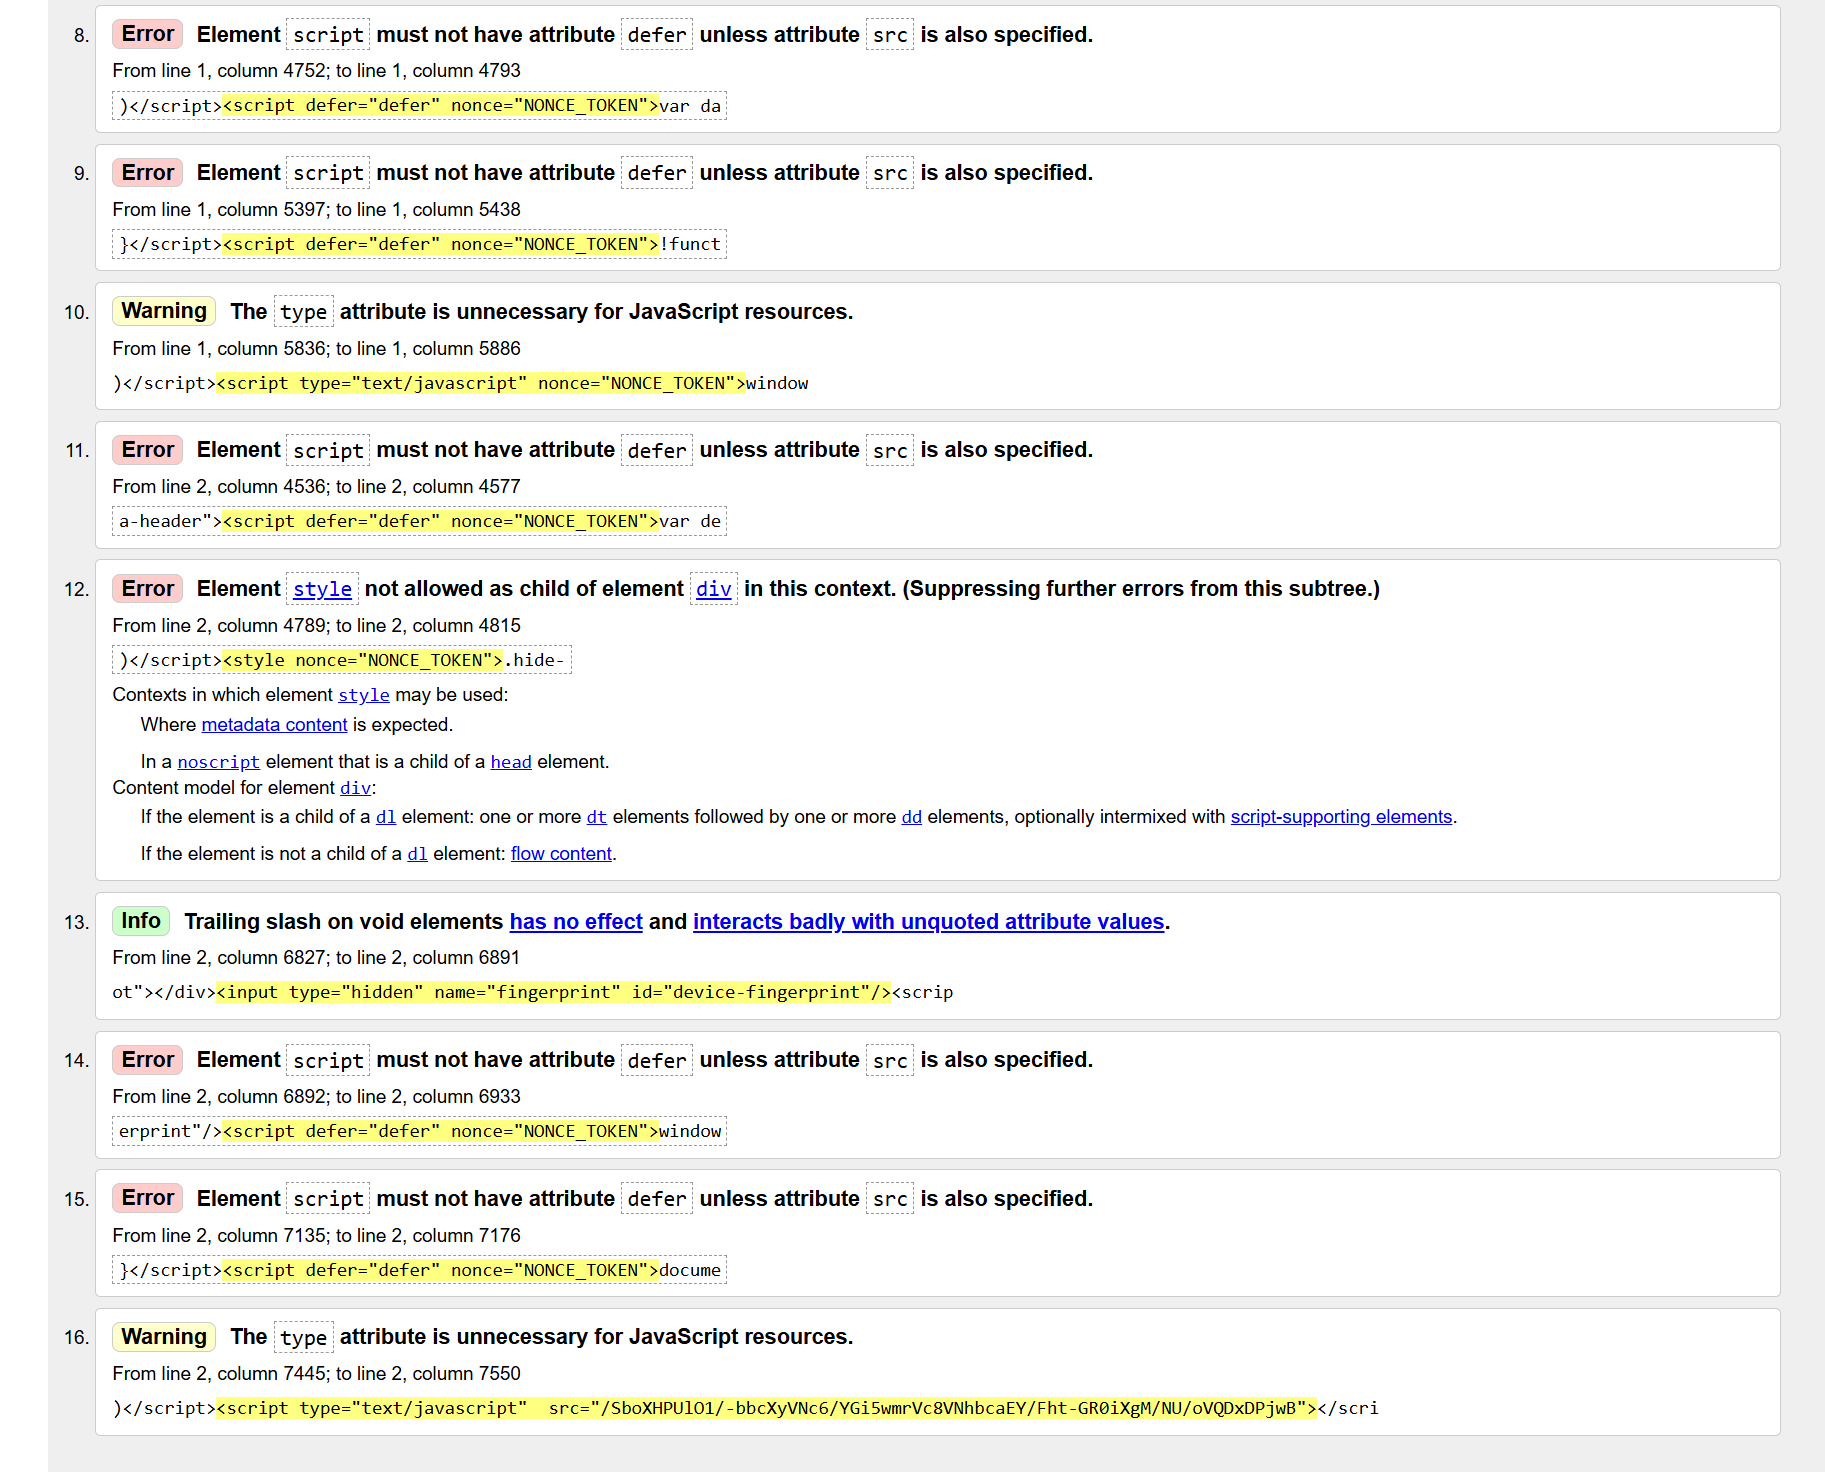 8. Error Element script must not have attribute defer unless attribute src is also specified.
From line 1, column 4752; to line 1, column 4793
)</script><script defer="defer" nonce="NONCE_TOKEN">var da
9. Error Element script must not have attribute defer unless attribute src is also specified.
From line 1, column 5397; to line 1, column 5438
}</script><script defer="defer" nonce="NONCE_TOKEN">!funct
10. Warning The type attribute is unnecessary for JavaScript resources.
From line 1, column 5836; to line 1, column 5886
)</script><script type="text/javascript" nonce="NONCE_TOKEN">window
11. Error Element script must not have attribute defer unless attribute src is also specified.
From line 2, column 4536; to line 2, column 4577
a-header"><script defer="defer" nonce="NONCE_TOKEN">var de
12. Error Element style not allowed as child of element div in this context. (Suppressing further errors from this subtree.)
From line 2, column 4789; to line 2, column 4815
)</script><style nonce="NONCE_TOKEN">.hide-
Contexts in which element style may be used:
Where metadata content is expected.
In a noscript element that is a child of a head element.
Content model for element div:
If the element is a child of a dl element: one or more dt elements followed by one or more dd elements, optionally intermixed with script-supporting elements.
If the element is not a child of a dl element: flow content.
13. Info Trailing slash on void elements has no effect and interacts badly with unquoted attribute values.
From line 2, column 6827; to line 2, column 6891
ot"></div><input type="hidden" name="fingerprint" id="device-fingerprint"/><scrip
14. Error Element script must not have attribute defer unless attribute src is also specified.
From line 2, column 6892; to line 2, column 6933
erprint"/><script defer="defer" nonce="NONCE_TOKEN">window
15. Error Element script must not have attribute defer unless attribute src is also specified.
From line 2, column 7135; to line 2, column 7176
}</script><script defer="defer" nonce="NONCE_TOKEN">docume
16. Warning The type attribute is unnecessary for JavaScript resources.
From line 2, column 7445; to line 2, column 7550
)</script><script type="text/javascript"  src="/SboXHPUlO1/-bbcXyVNc6/YGi5wmrVc8VNhbcaEY/Fht-GR0iXgM/NU/oVQDxDPjwB"></scri